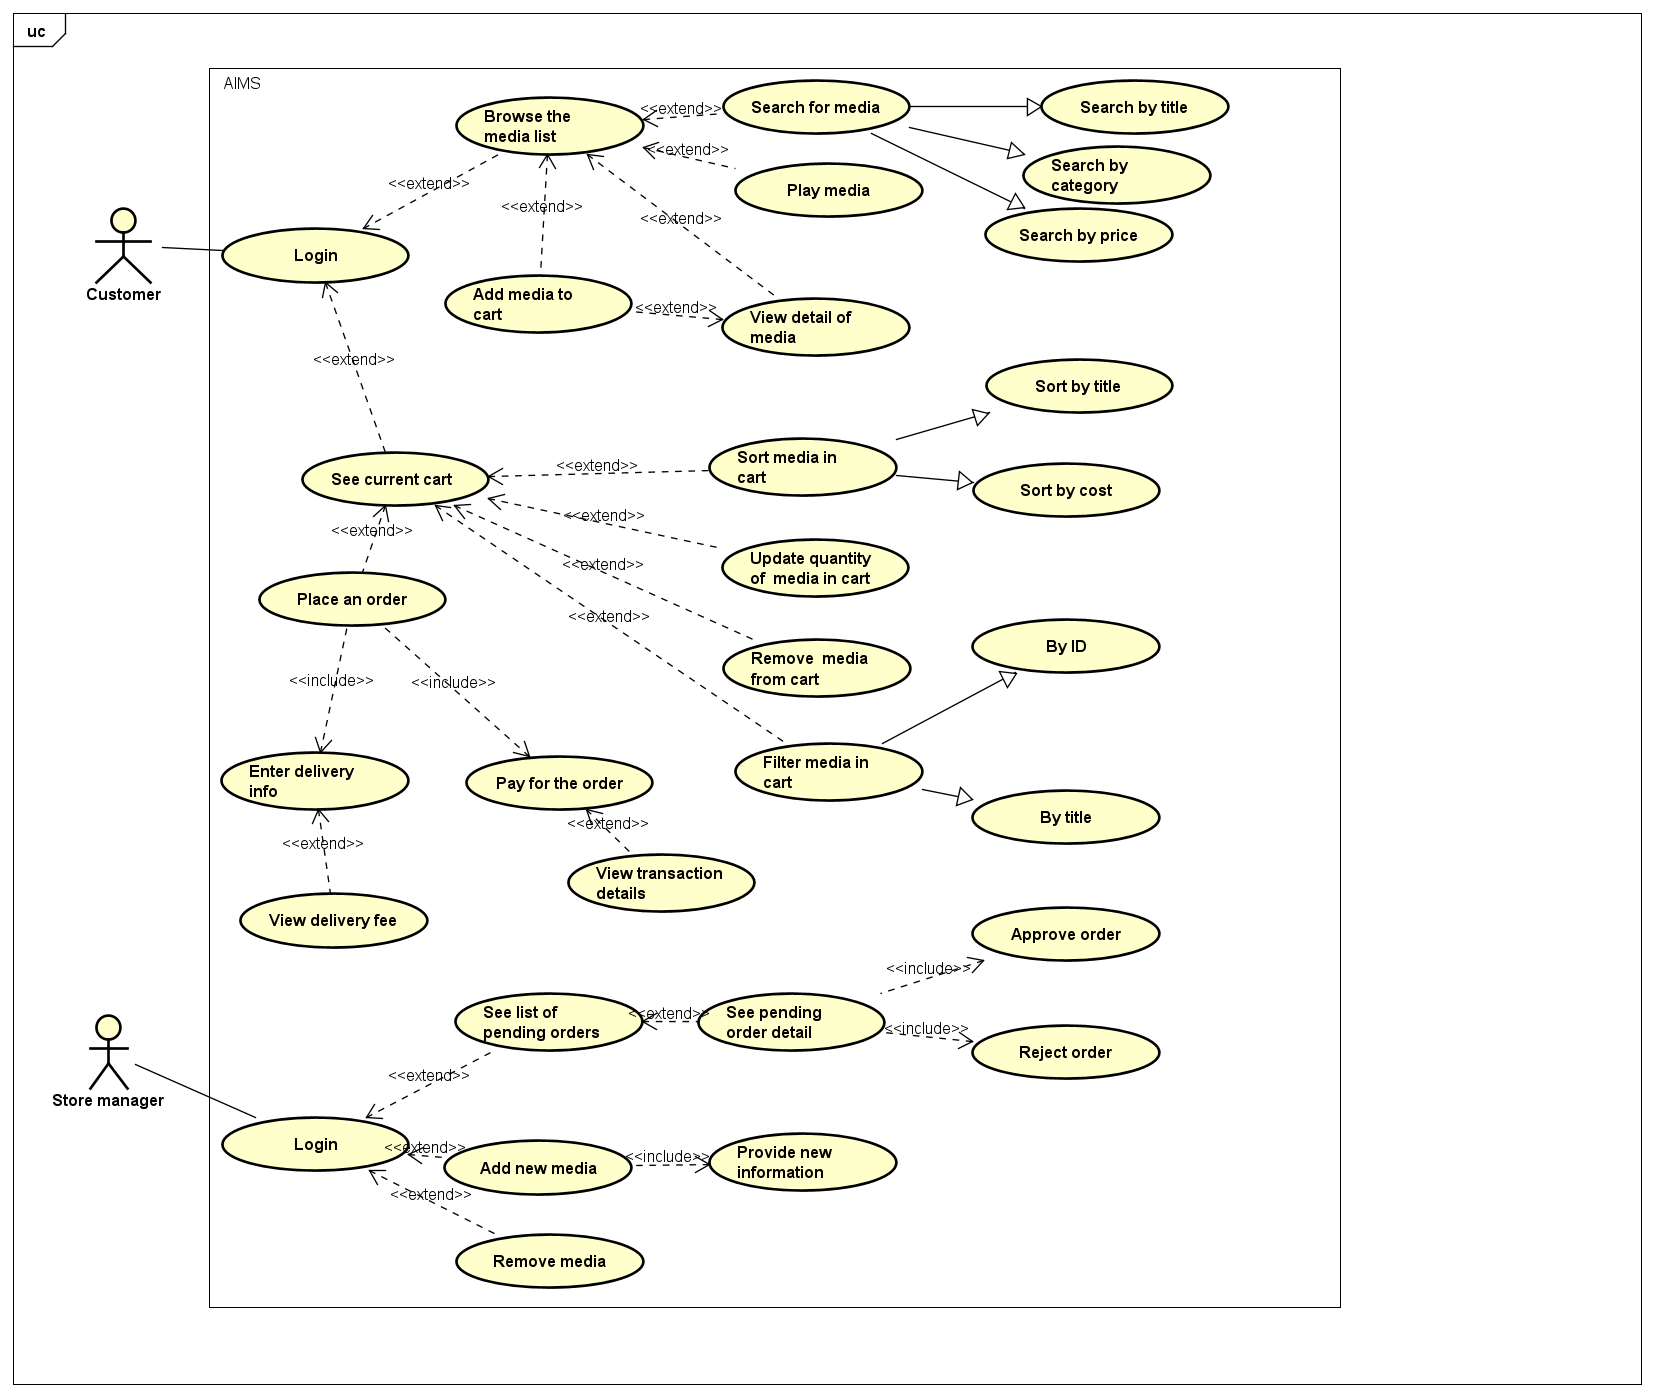 uc
AIMS
Browse the
media list
<<extend>>
Search for media
Search by title
<<extend>>
Search by
category
Play media
<<extend>>
<<extend>>
<<extend>>
Search by price
Customer
Login
Add media to
cart
<<extend>>
View detail of
media
<<extend>>
Sort by title
See current cart
<<extend>>
Sort media in
cart
Sort by cost
<<extend>>
<<extend>>
Update quantity
of  media in cart
<<extend>>
Place an order
<<extend>>
Remove  media
from cart
By ID
<<include>>
<<include>>
Enter delivery
info
Pay for the order
Filter media in
cart
By title
<<extend>>
<<extend>>
View transaction
details
View delivery fee
Approve order
<<include>>
See list of
pending orders
<<extend>>
See pending
order detail
<<include>>
Reject order
Store manager
<<extend>>
Login
<<extend>>
Add new media
<<include>>
Provide new
information
<<extend>>
Remove media